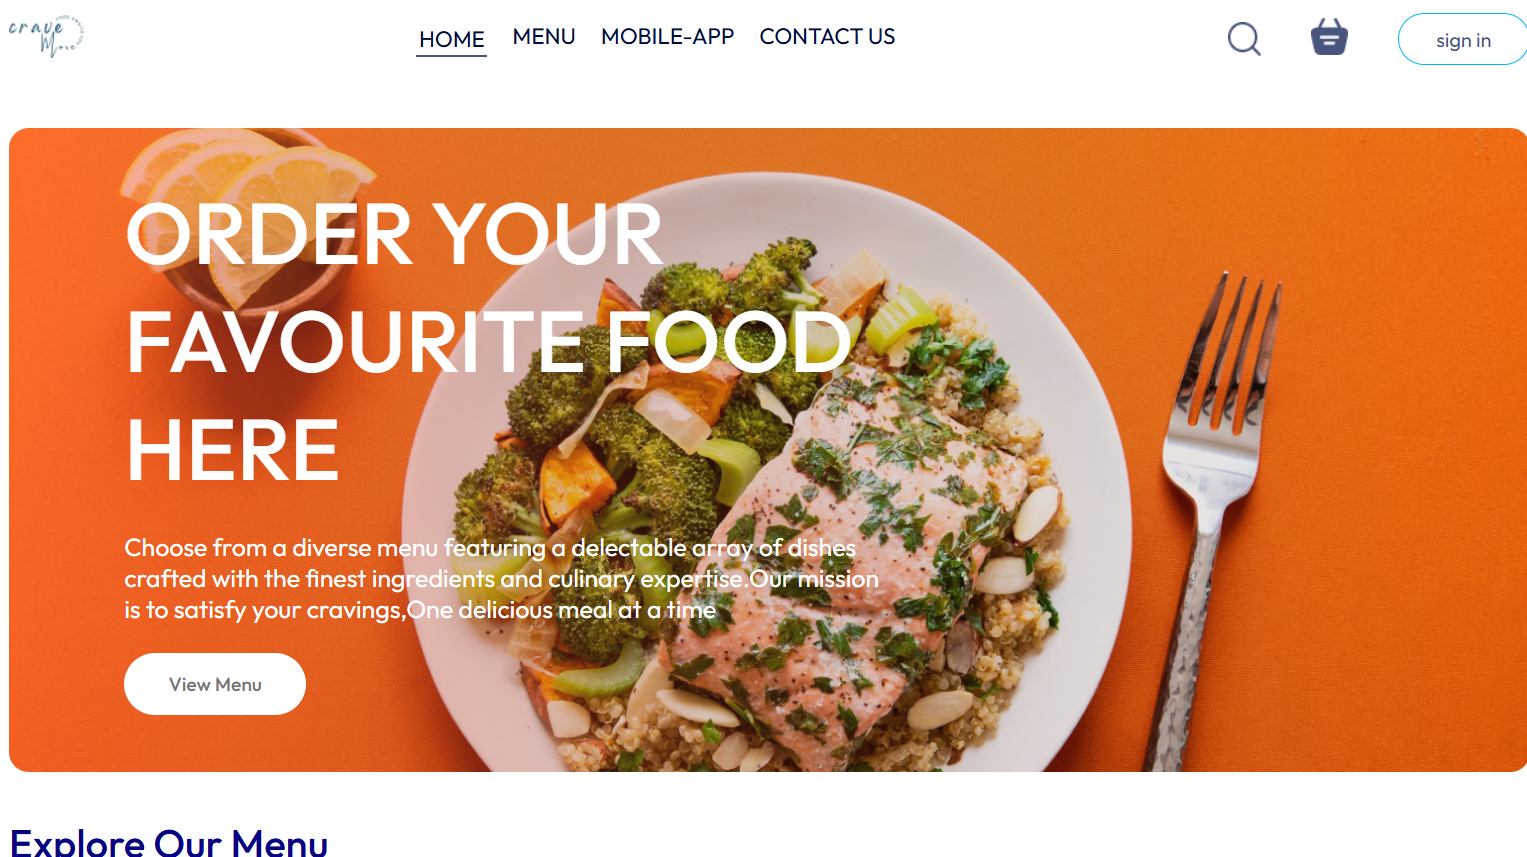 crave
More
HOME MENU MOBILE-APP CONTACT US
sign in
ORDER YOUR
FAVOURITE FOOD
HERE
Choose from a diverse menu featuring a delectable array of dishes
crafted with the finest ingredients and culinary expertise.Our mission
is to satisfy your cravings,One delicious meal at a time
View Menu
Explore Our Menu